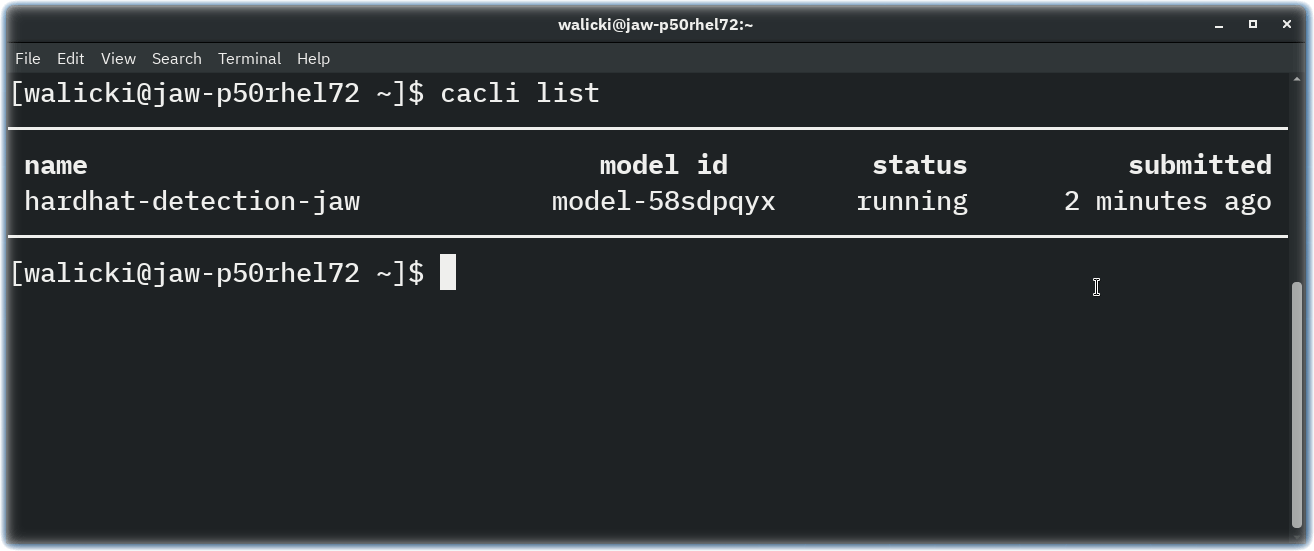 walicki@jaw-p50rhel72:~
File Edit View Search Terminal Help
[walicki@jaw-p50rhel72 ~]$ cacli list
name model id status submitted
hardhat-detection-jaw model-58sdpqyx running 2 minutes ago
[walicki@jaw-p50rhel72 ~]$